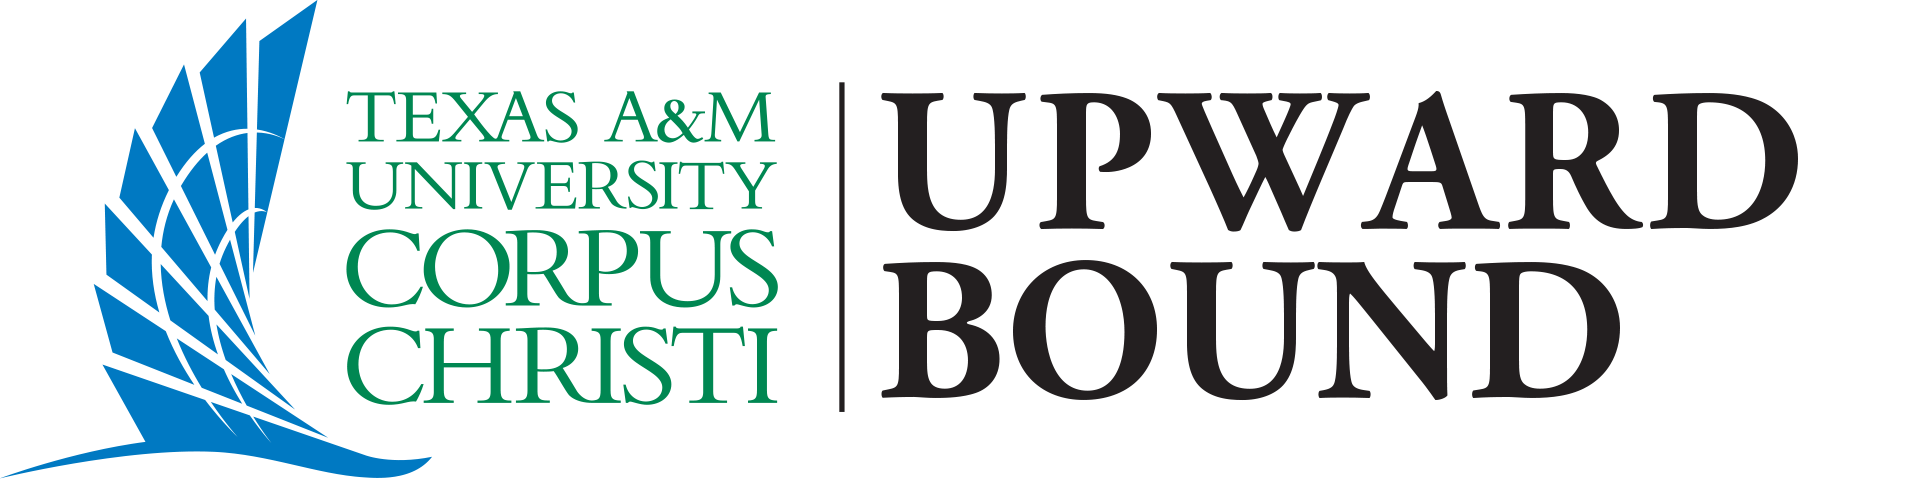 TEXAS A&M
UNIVERSITY
CORPUS
CHRISTI
UPWARD
BOUND